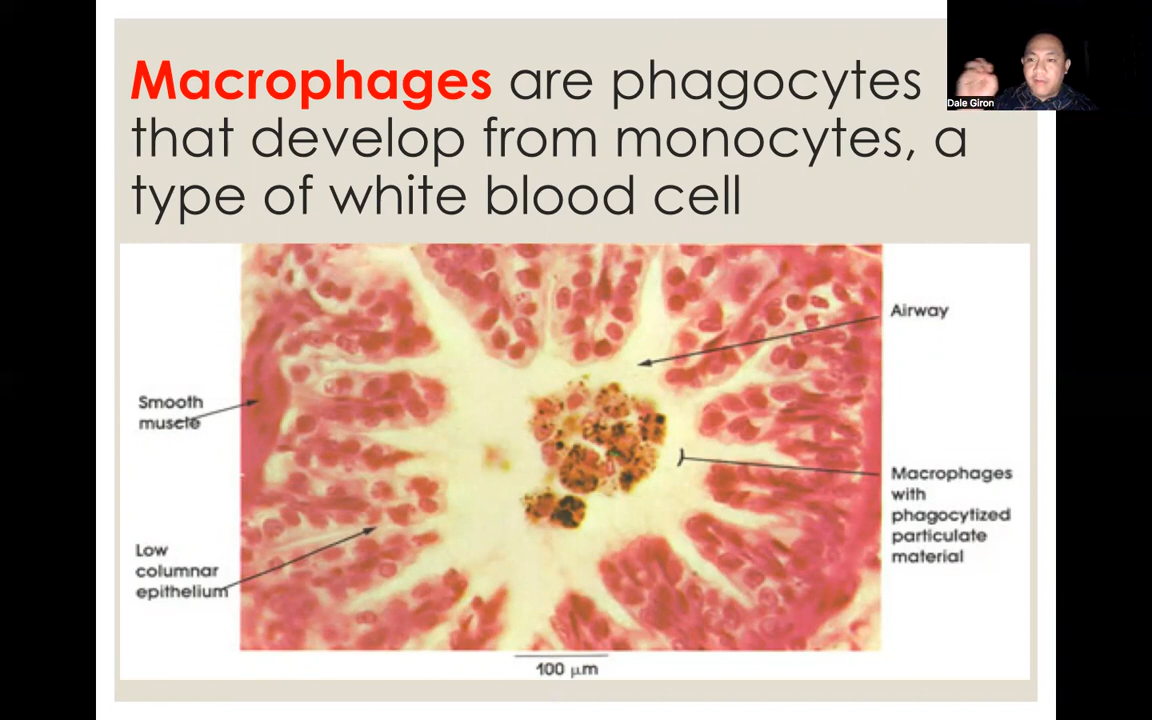 Macrophages are phagocytes
that develop from monocytes, a
type of white blood cell
Dale Giron
Airway
Smooth
muscle
Macrophages
with
phagocytized
particulate
material
Low
columnar
epithelium
100 μm